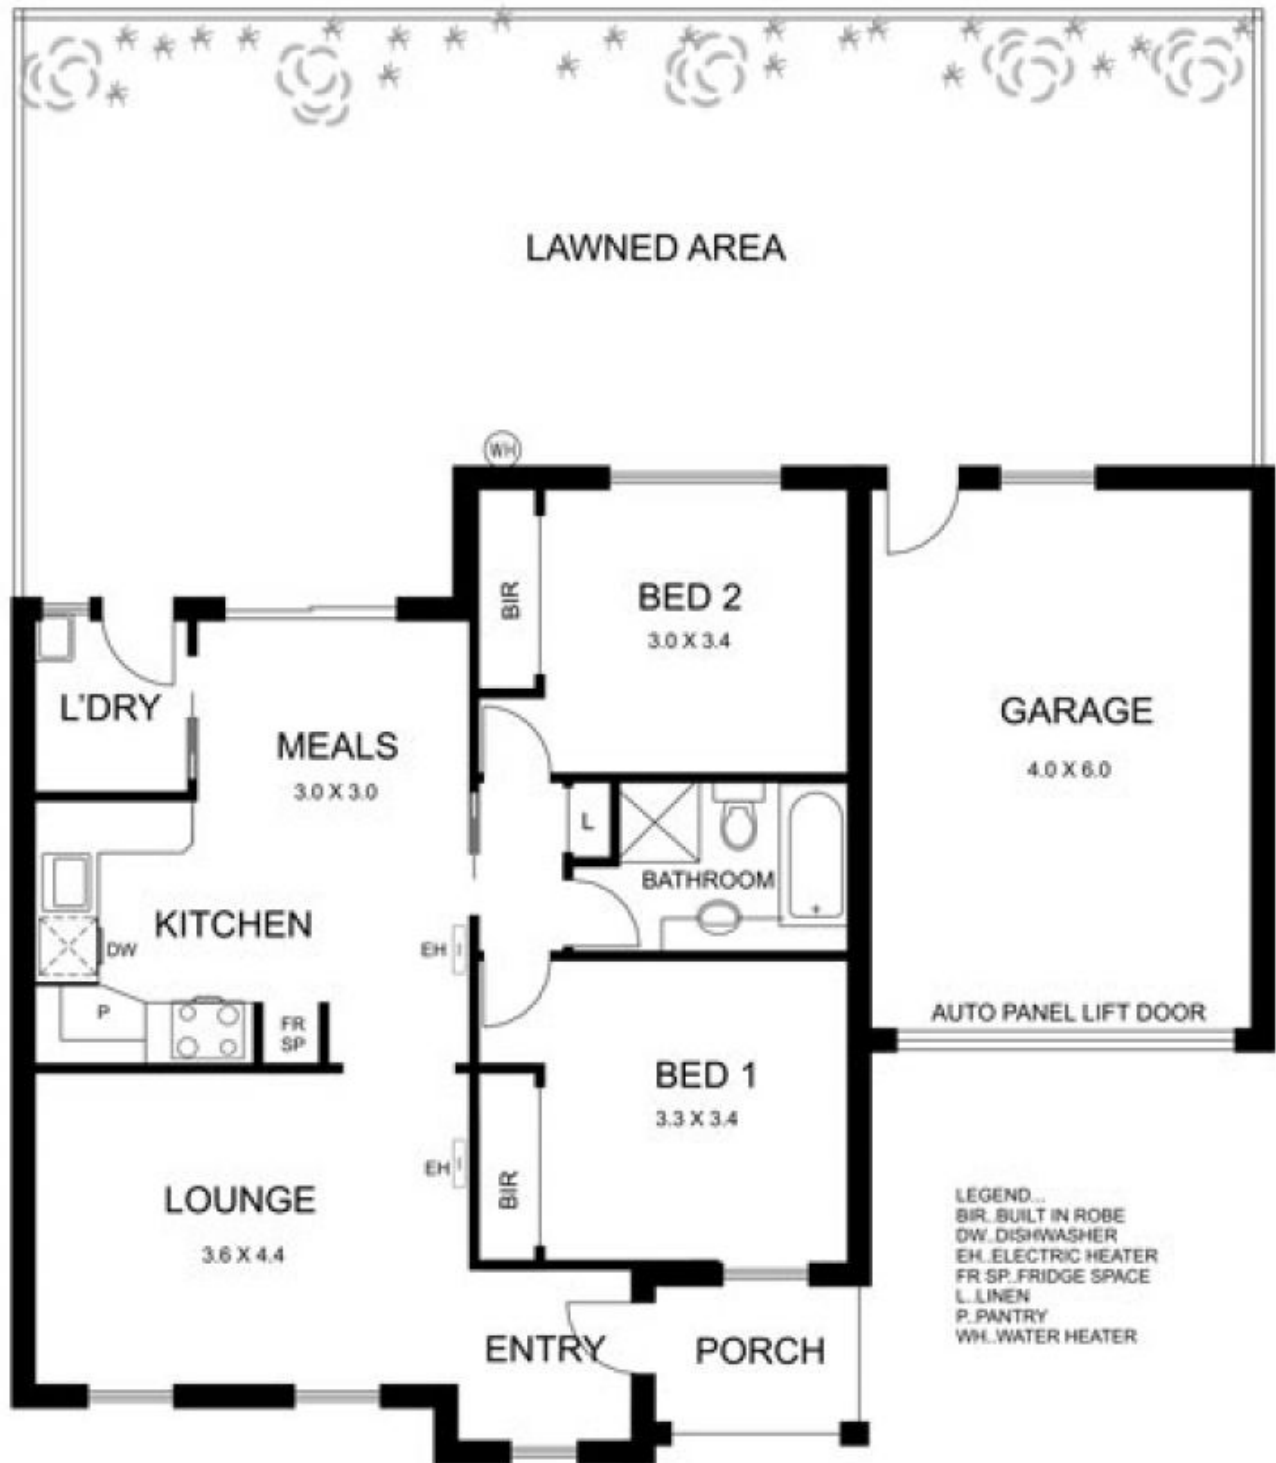 LAWNED AREA
WH
BIR
BED 2
3.0 X 3.4
L'DRY
MEALS
3.0 X 3.0
GARAGE
4.0 X 6.0
L
BATHROOM
KITCHEN
DW
EH
P
FR
SP
AUTO PANEL LIFT DOOR
BED 1
3.3 X 3.4
EH
BIR
LOUNGE
3.6 X 4.4
ENTRY
PORCH
LEGEND...
BIR..BUILT IN ROBE
DW..DISHWASHER
EH..ELECTRIC HEATER
FR SP..FRIDGE SPACE
L..LINEN
P..PANTRY
WH..WATER HEATER